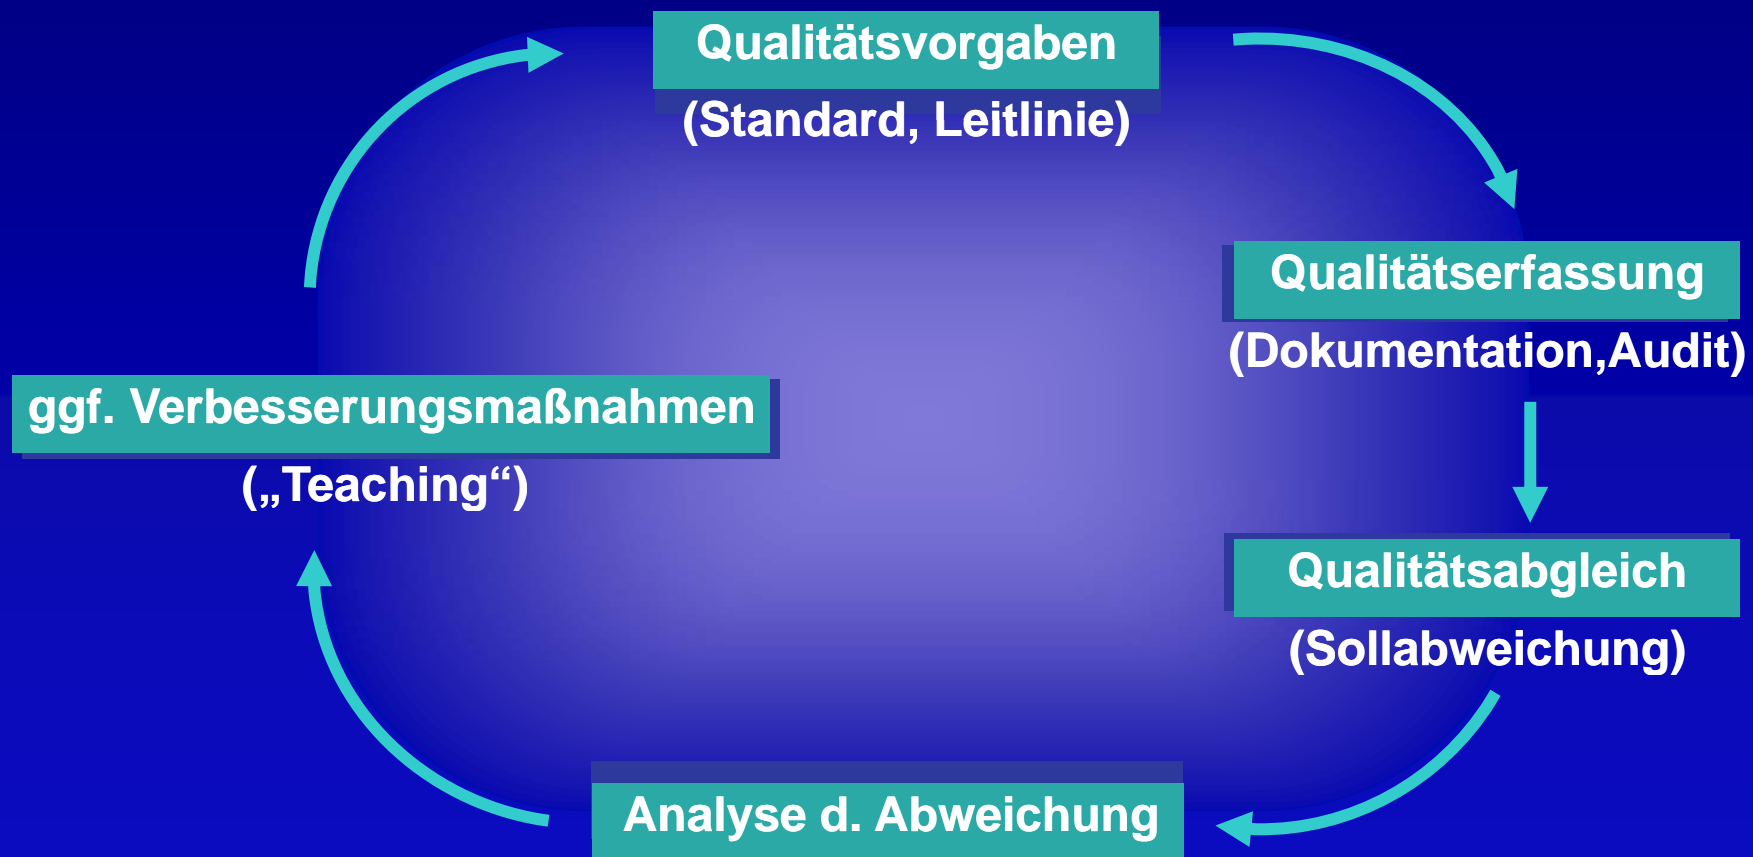 Qualitätsvorgaben
(Standard, Leitlinie)
Qualitätserfassung
(Dokumentation,Audit)
Qualitätsabgleich
(Sollabweichung)
Analyse d. Abweichung
ggf. Verbesserungsmaßnahmen
(„Teaching“)